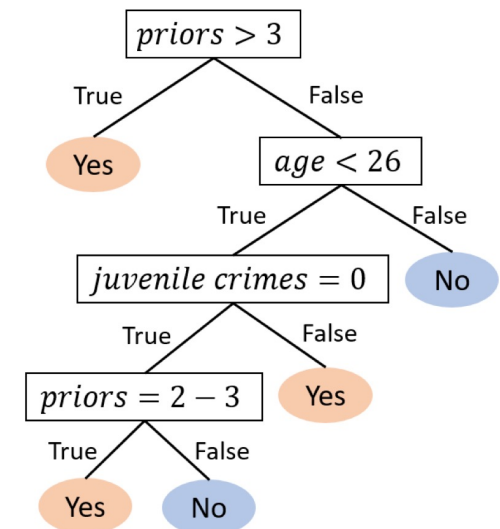 priors > 3
True
False
Yes
age < 26
True
False
juvenile crimes = 0
No
True
False
priors = 2 − 3
Yes
True
False
Yes
No